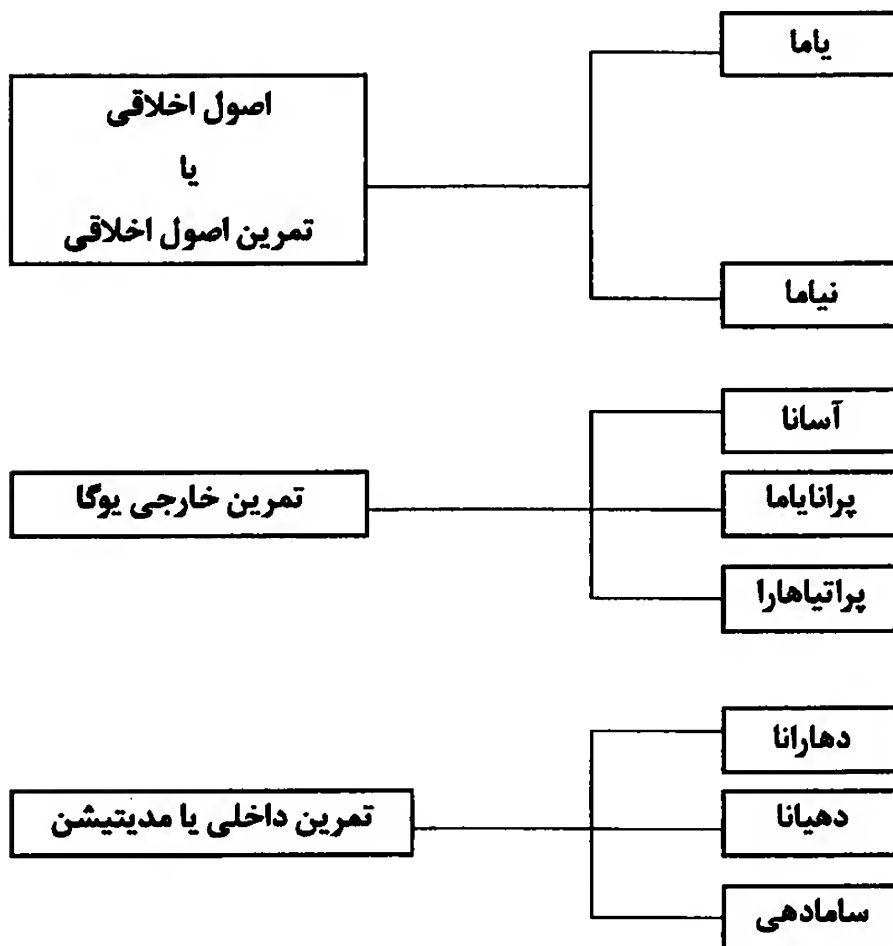 یاما
اصول اخلاقی
یا
تمرین اصول اخلاقی
نیاما
آسانا
تمرین خارجی یوگا
پرانایاما
پراتیاهارا
دهارانا
تمرین داخلی یا مدیتیشن
دهیانا
سامادهی